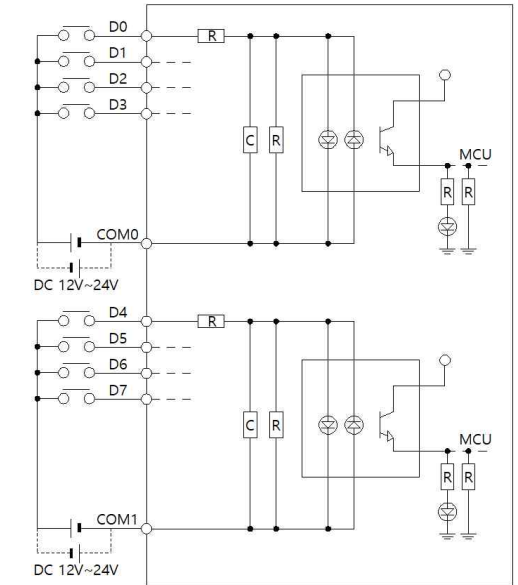 D0
R
D1
D2
D3
C R
MCU
R R
COM0
DC 12V~24V
D4
R
D5
D6
D7
C R
MCU
R R
COM1
DC 12V~24V